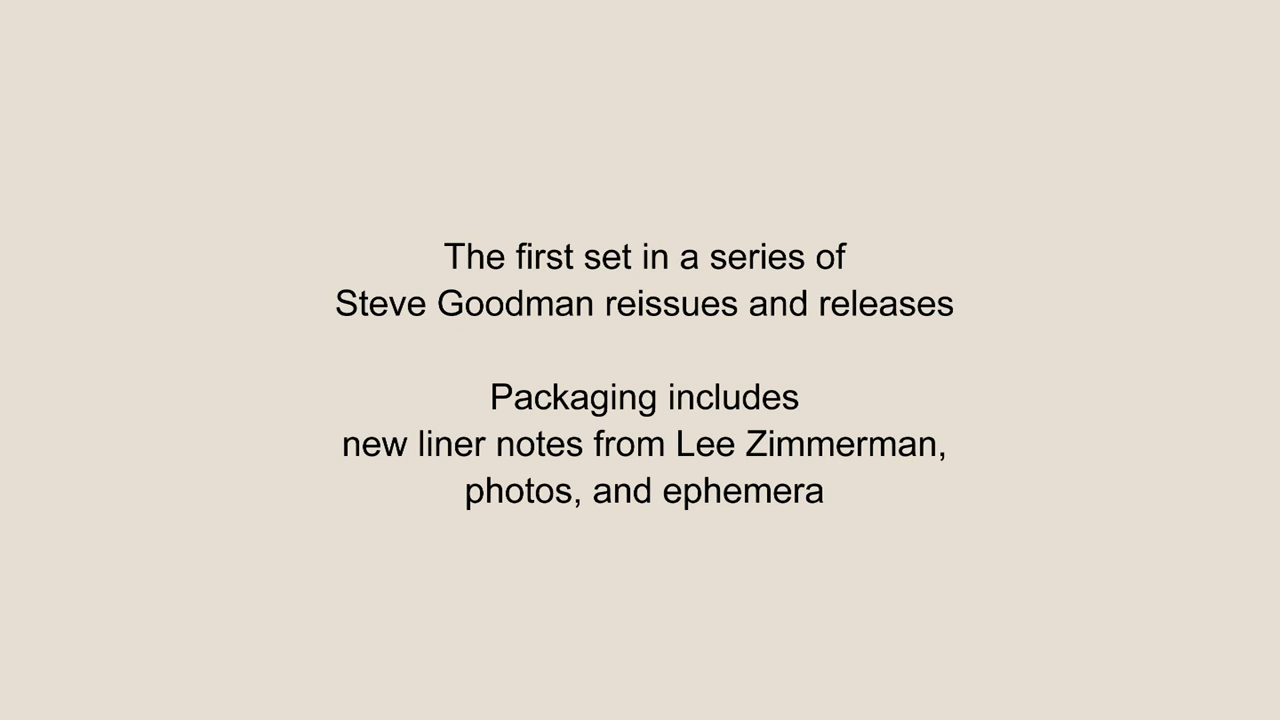 The first set in a series of
Steve Goodman reissues and releases
Packaging includes
new liner notes from Lee Zimmerman,
photos, and ephemera